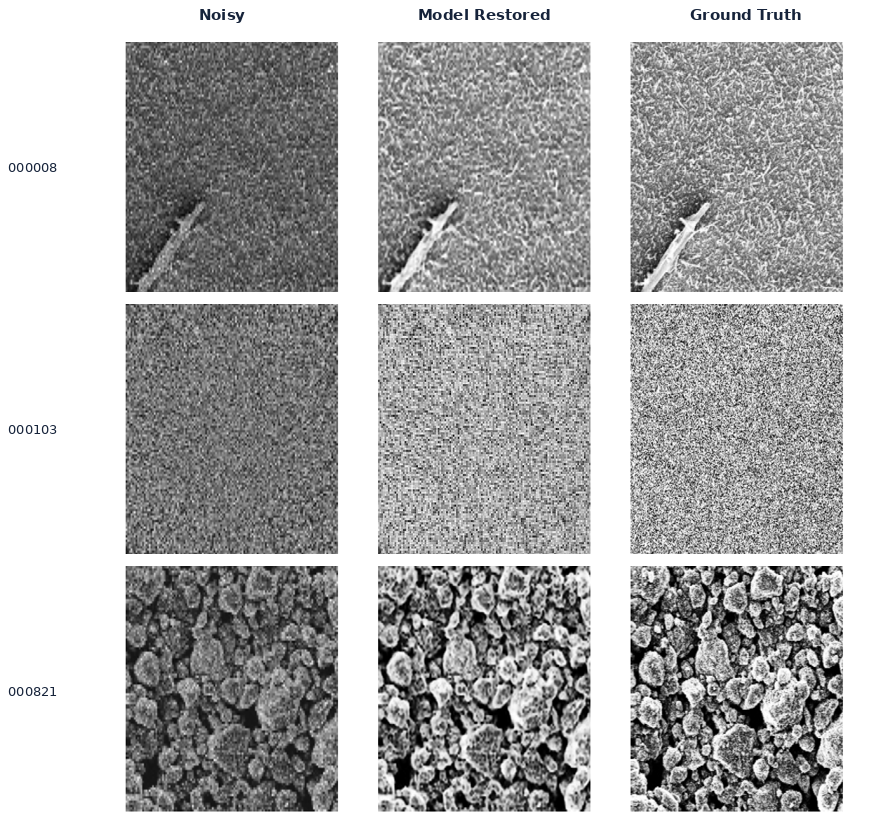 Noisy Model Restored Ground Truth
000008
000103
000821